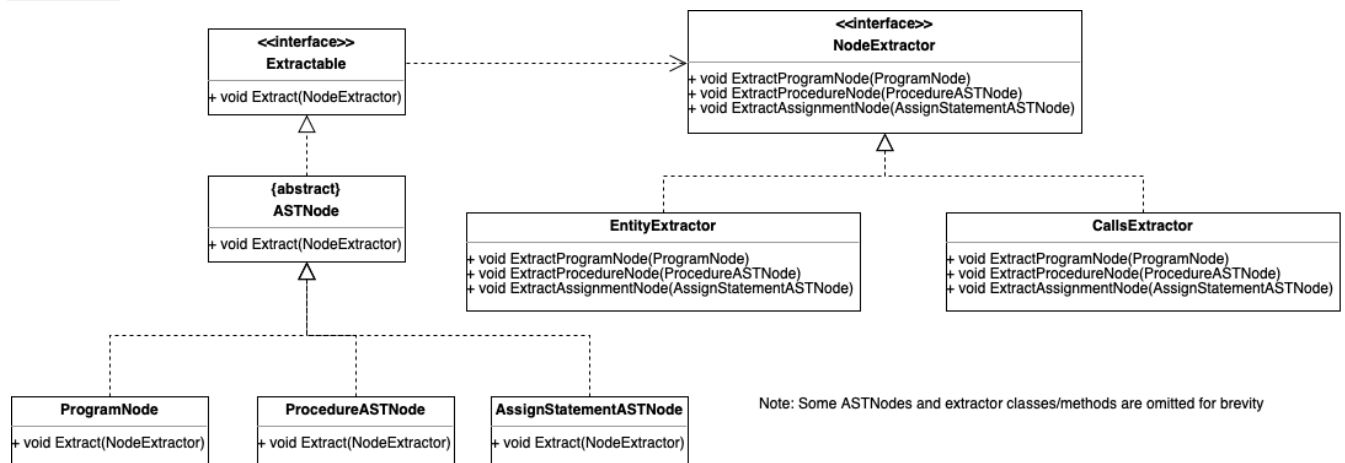 <<interface>>
Extractable
+ void Extract(NodeExtractor)
<<interface>>
NodeExtractor
+ void ExtractProgramNode(ProgramNode)
+ void ExtractProcedureNode(ProcedureASTNode)
+ void ExtractAssignmentNode(AssignStatementASTNode)
{abstract}
ASTNode
+ void Extract(NodeExtractor)
EntityExtractor
+ void ExtractProgramNode(ProgramNode)
+ void ExtractProcedureNode(ProcedureASTNode)
+ void ExtractAssignmentNode(AssignStatementASTNode)
CallsExtractor
+ void ExtractProgramNode(ProgramNode)
+ void ExtractProcedureNode(ProcedureASTNode)
+ void ExtractAssignmentNode(AssignStatementASTNode)
ProgramNode
+ void Extract(NodeExtractor)
ProcedureASTNode
+ void Extract(NodeExtractor)
AssignStatementASTNode
+ void Extract(NodeExtractor)
Note: Some ASTNodes and extractor classes/methods are omitted for brevity